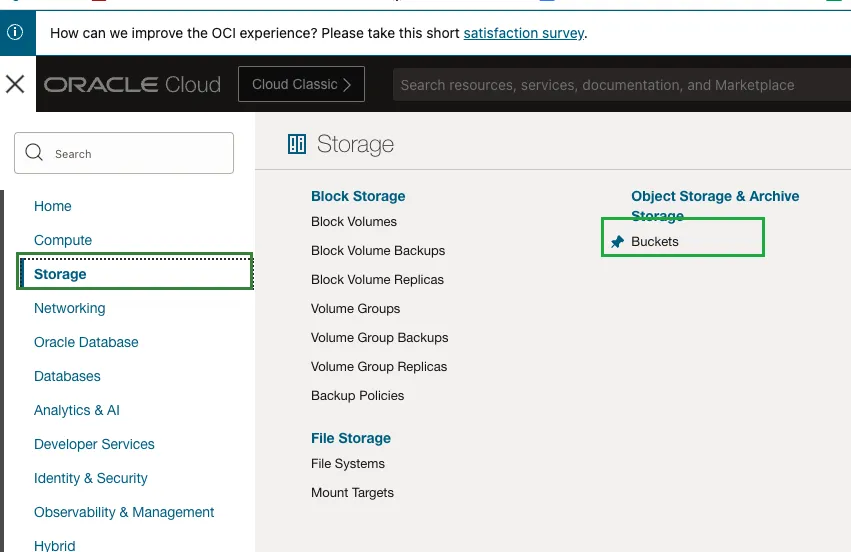 How can we improve the OCI experience? Please take this short satisfaction survey.
ORACLE Cloud
Cloud Classic
Search resources, services, documentation, and Marketplace
Search
Home
Compute
Storage
Networking
Oracle Database
Databases
Analytics & AI
Developer Services
Identity & Security
Observability & Management
Hybrid
Storage
Block Storage
Block Volumes
Block Volume Backups
Block Volume Replicas
Volume Groups
Volume Group Backups
Volume Group Replicas
Backup Policies
File Storage
File Systems
Mount Targets
Object Storage & Archive
Storage
Buckets